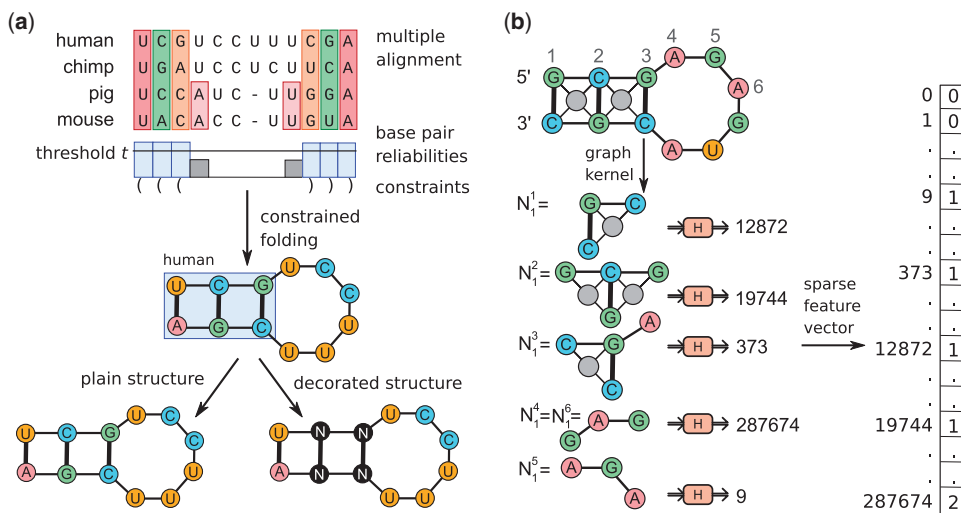 (a)
human U C G U C C U U U C G A
chimp U G A U C C U C U U C A
pig U C C A U C - U U G G A
mouse U A C A C C - U U G U A
multiple
alignment
threshold t
base pair
reliabilities
( ( ( ) ) )
constraints
constrained
folding
human
U C G U C C U U U U C G A
plain structure
decorated structure
U C G U C C U U U U C G A
U N N U C C U U U U N N A
(b)
1 2 3 4 5 6
5'
3'
G C G A G A G U A C G C
graph
kernel
N₁¹=
G C C
H
12872
N₁²=
G C G G
H
19744
N₁³=
C G A C
H
373
N₁⁴=N₁⁶=
G A G
H
287674
N₁⁵=
A G A
H
9
sparse
feature
vector
0 0
1 0
. .
. .
9 1
. .
. .
373 1
. .
. .
12872 1
. .
. .
19744 1
. .
. .
287674 2